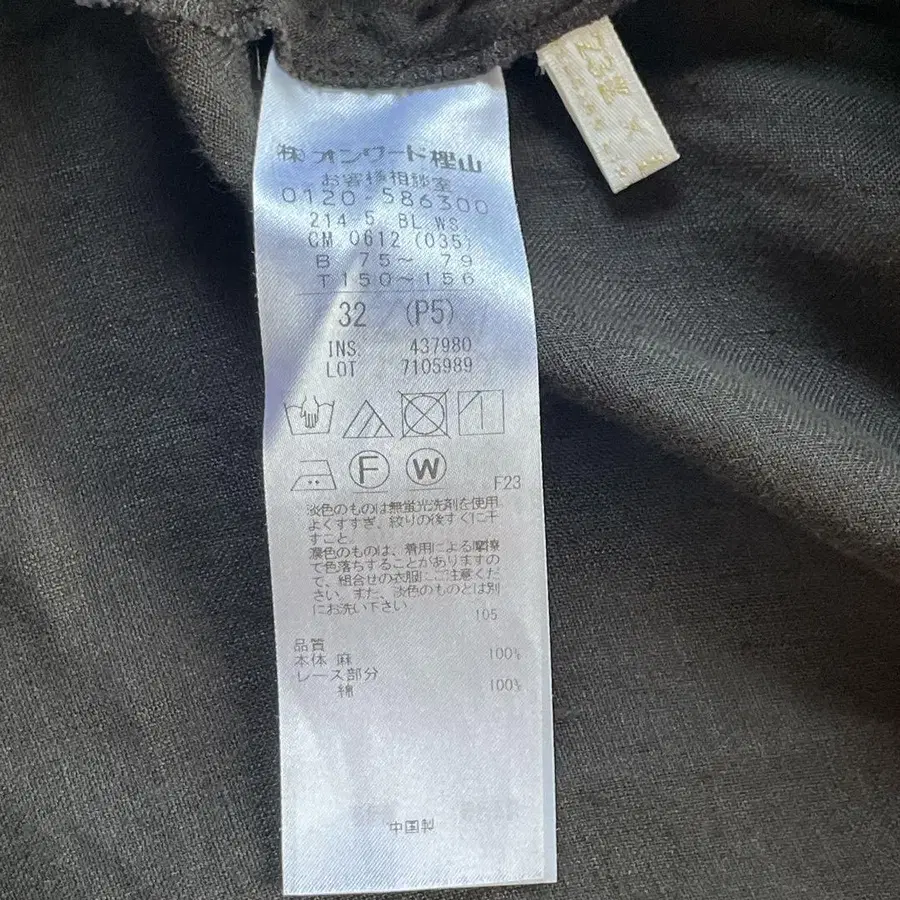 ㈱オンワード樫山
お客様相談室
0120-586300
214 5. BL WS.
CM 0612 (035)
B 75〜 79
T150〜156
32 (P5)
INS. 437980
LOT 7105989
F
W
F23
淡色のものは無蛍光洗剤を使用
よくすすぎ、絞りの後すぐに干
すこと。
濃色のものは、着用による摩擦
で色落ちすることがありますの
で、組合せの衣服にご注意くだ
さい。また、淡色のものとは別
にお洗い下さい。
105
品質
本体 麻 100%
レース部分
綿 100%
中国製